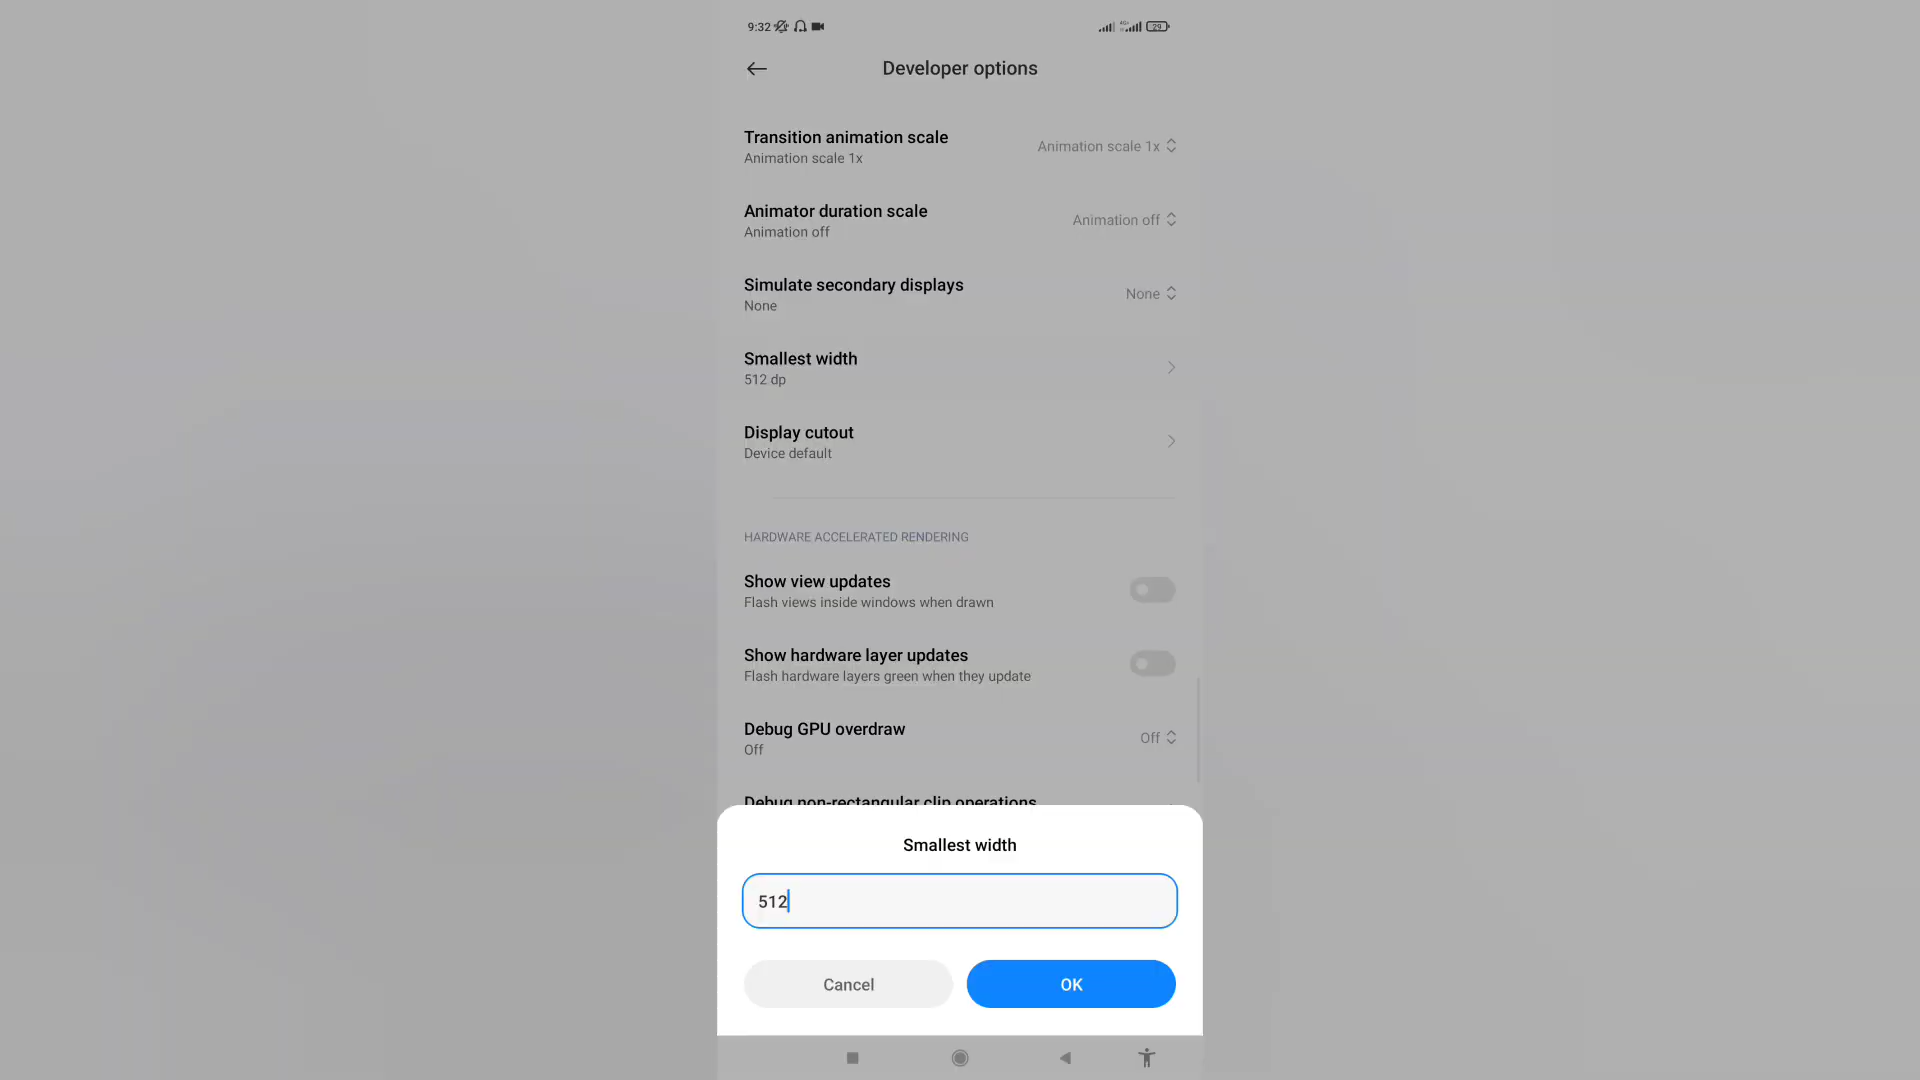 9:32
29
Developer options
Transition animation scale
Animation scale 1x
Animation scale 1x
Animator duration scale
Animation off
Animation off
Simulate secondary displays
None
None
Smallest width
512 dp
Display cutout
Device default
HARDWARE ACCELERATED RENDERING
Show view updates
Flash views inside windows when drawn
Show hardware layer updates
Flash hardware layers green when they update
Debug GPU overdraw
Off
Off
Debug non-rectangular clip operations
Smallest width
512
Cancel
OK